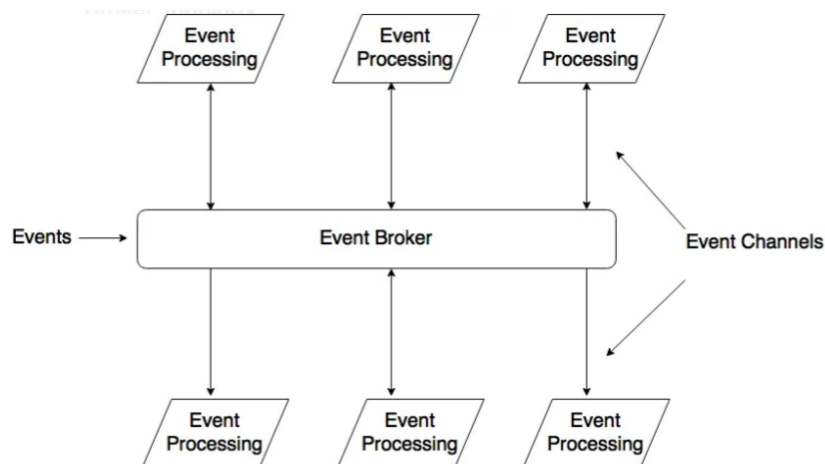 Event
Processing
Event
Processing
Event
Processing
Events
Event Broker
Event Channels
Event
Processing
Event
Processing
Event
Processing